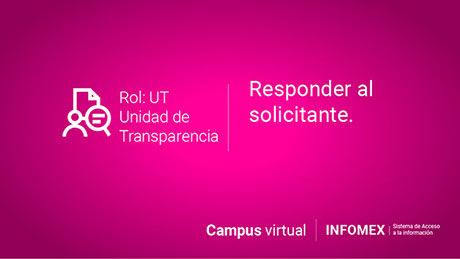 Rol: UT
Unidad de
Transparencia
Responder al
solicitante.
Campus virtual
INFOMEX
Sistema de Acceso
a la información